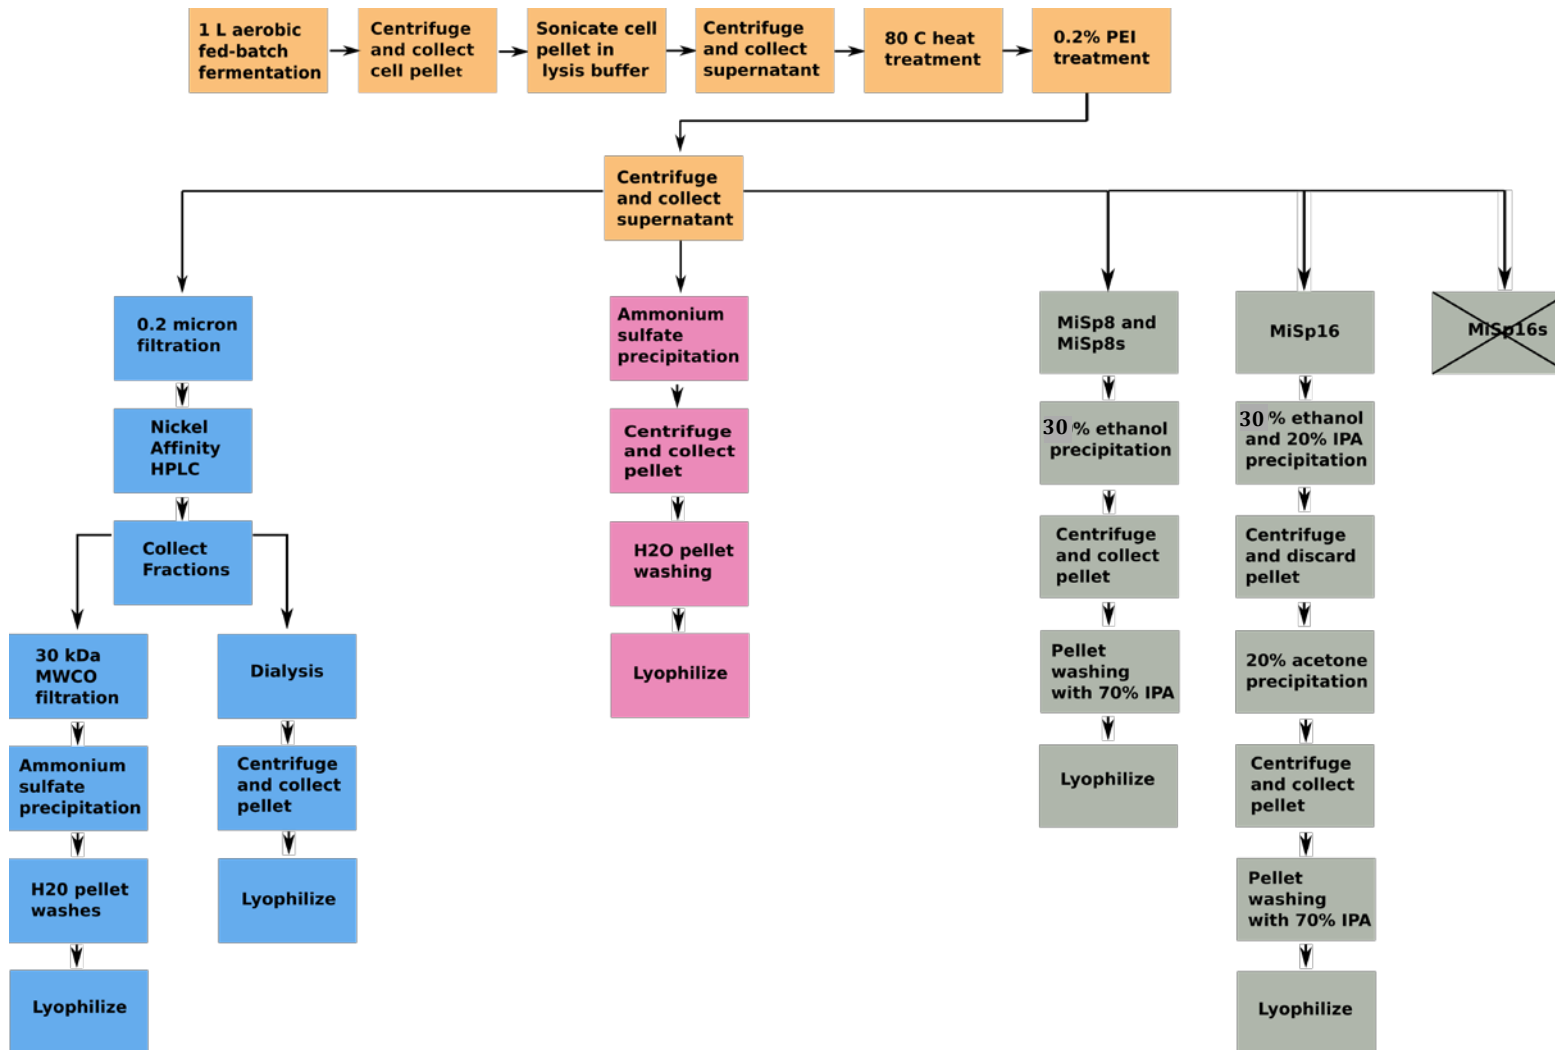 1 L aerobic
fed-batch
fermentation
Centrifuge
and collect
cell pellet
Sonicate cell
pellet in
lysis buffer
Centrifuge
and collect
supernatant
80 C heat
treatment
0.2% PEI
treatment
Centrifuge
and collect
supernatant
0.2 micron
filtration
Nickel
Affinity
HPLC
Collect
Fractions
30 kDa
MWCO
filtration
Ammonium
sulfate
precipitation
H20 pellet
washes
Lyophilize
Dialysis
Centrifuge
and collect
pellet
Lyophilize
Ammonium
sulfate
precipitation
Centrifuge
and collect
pellet
H2O pellet
washing
Lyophilize
MiSp8 and
MiSp8s
30% ethanol
precipitation
Centrifuge
and collect
pellet
Pellet
washing
with 70% IPA
Lyophilize
MiSp16
30% ethanol
and 20% IPA
precipitation
Centrifuge
and discard
pellet
20% acetone
precipitation
Centrifuge
and collect
pellet
Pellet
washing
with 70% IPA
Lyophilize
MiSp16s